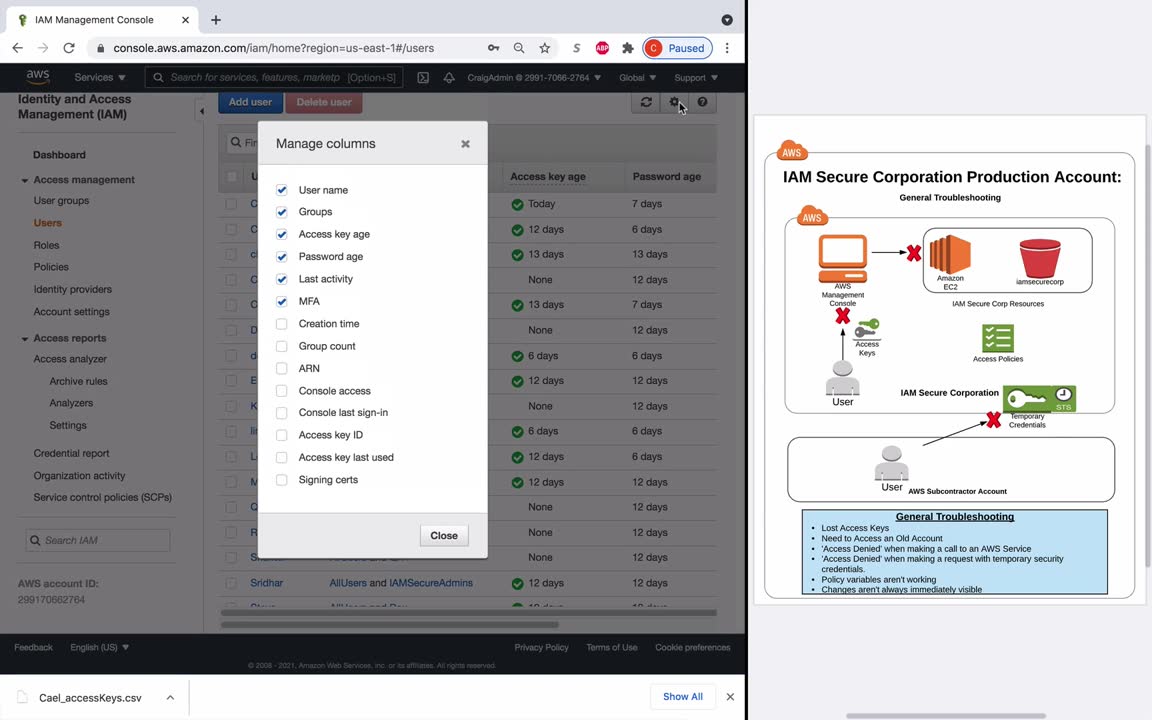 IAM Management Console
console.aws.amazon.com/iam/home?region=us-east-1#/users
S
ABP
C Paused
aws
Services
Search for services, features, marketp [Option+S]
CraigAdmin @ 2991-7066-2764
Global
Support
Identity and Access
Management (IAM)
Dashboard
Access management
User groups
Users
Roles
Policies
Identity providers
Account settings
Access reports
Access analyzer
Archive rules
Analyzers
Settings
Credential report
Organization activity
Service control policies (SCPs)
Search IAM
AWS account ID:
299170662764
Add user
Delete user
Manage columns
User name
Groups
Access key age
Password age
Last activity
MFA
Creation time
Group count
ARN
Console access
Console last sign-in
Access key ID
Access key last used
Signing certs
Close
Access key age Password age
Today 7 days
12 days 6 days
13 days 13 days
None 12 days
13 days 7 days
None 12 days
6 days 6 days
12 days 12 days
None 12 days
6 days 12 days
12 days 6 days
12 days 12 days
None 12 days
None 12 days
None 12 days
Sridhar AllUsers and IAMSecureAdmins 12 days 12 days
Feedback
English (US)
Privacy Policy
Terms of Use
Cookie preferences
© 2008 - 2021, Amazon Web Services, Inc. or its affiliates. All rights reserved.
Cael_accessKeys.csv
Show All
AWS
IAM Secure Corporation Production Account:
General Troubleshooting
AWS
AWS
Management
Console
Amazon
EC2
iamsecurecorp
IAM Secure Corp Resources
Access
Keys
Access Policies
User
IAM Secure Corporation
STS
Temporary
Credentials
User
AWS Subcontractor Account
General Troubleshooting
• Lost Access Keys
• Need to Access an Old Account
• 'Access Denied' when making a call to an AWS Service
• 'Access Denied' when making a request with temporary security
credentials.
• Policy variables aren't working
• Changes aren't always immediately visible